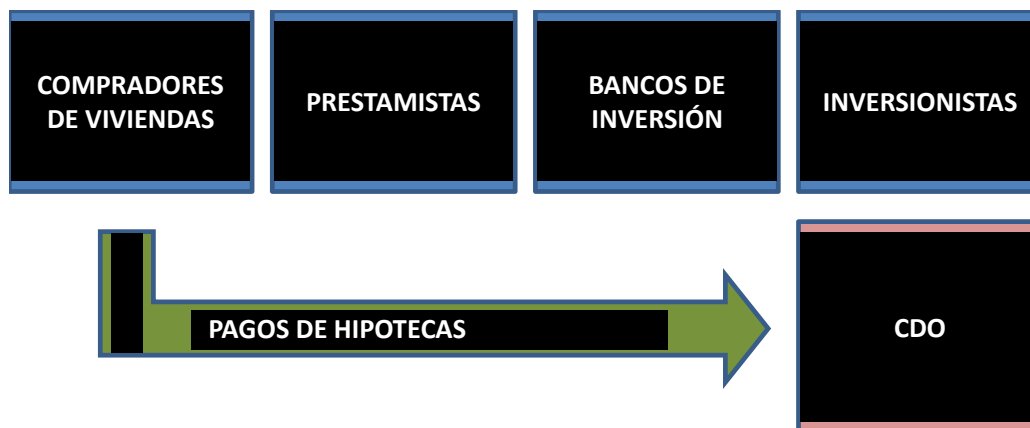 COMPRADORES
DE VIVIENDAS
PRESTAMISTAS
BANCOS DE
INVERSIÓN
INVERSIONISTAS
PAGOS DE HIPOTECAS
CDO